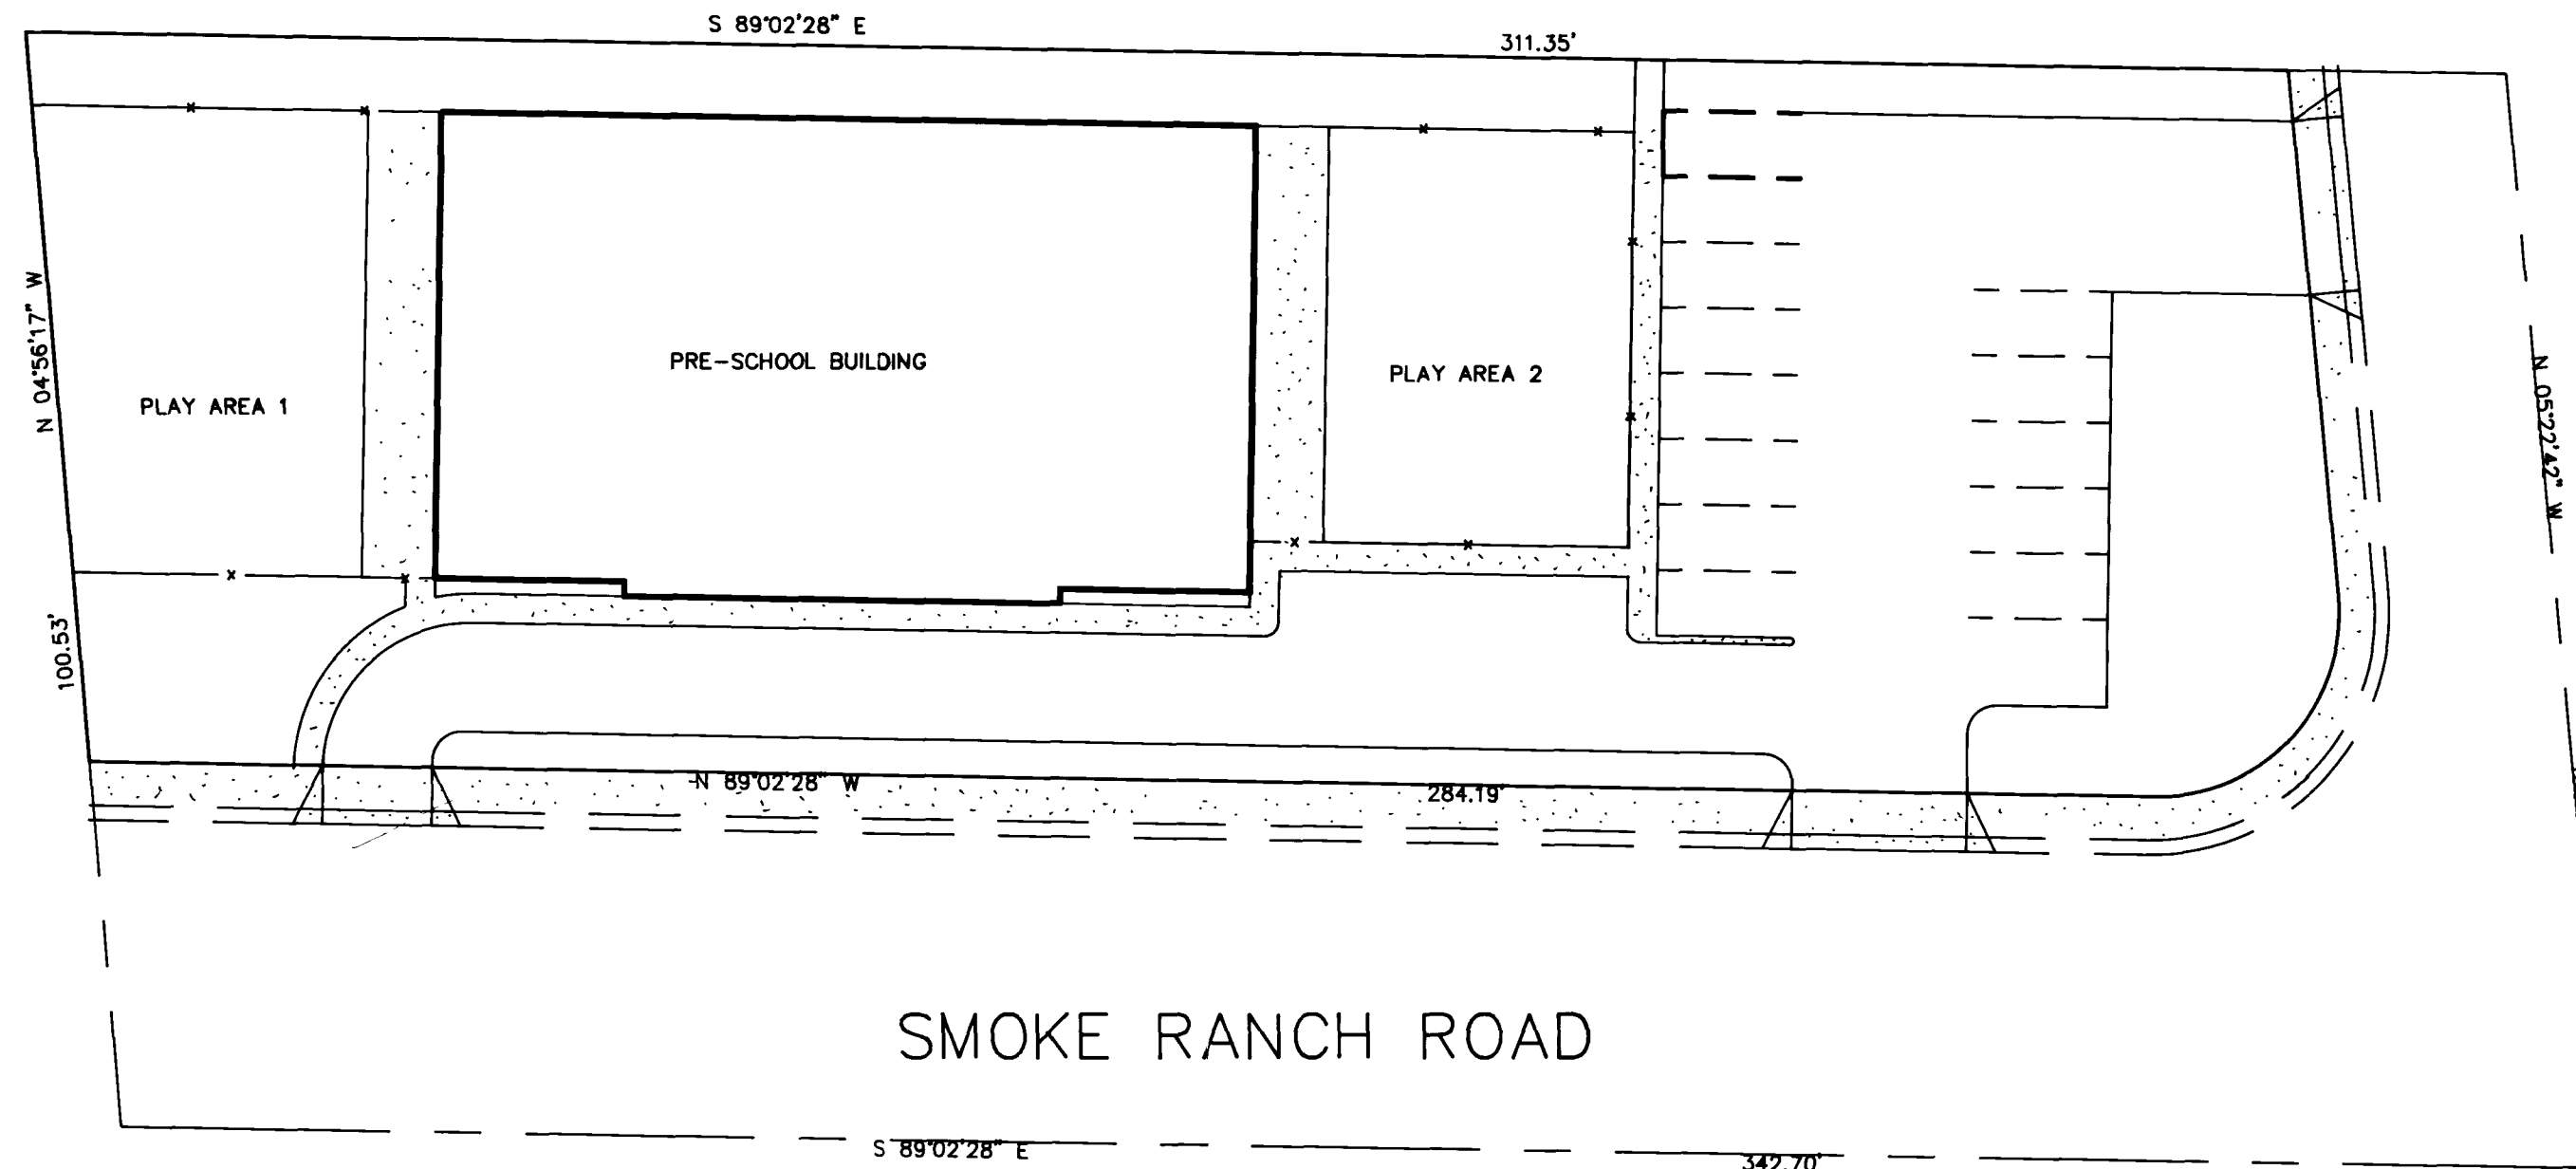 S 89°02'28" E
311.35'
N 04°56'17" W
PRE-SCHOOL BUILDING
PLAY AREA 1
PLAY AREA 2
N 05°22'42" W
100.53'
N 89°02'28" W
284.19'
SMOKE RANCH ROAD
S 89°02'28" E
342.70'